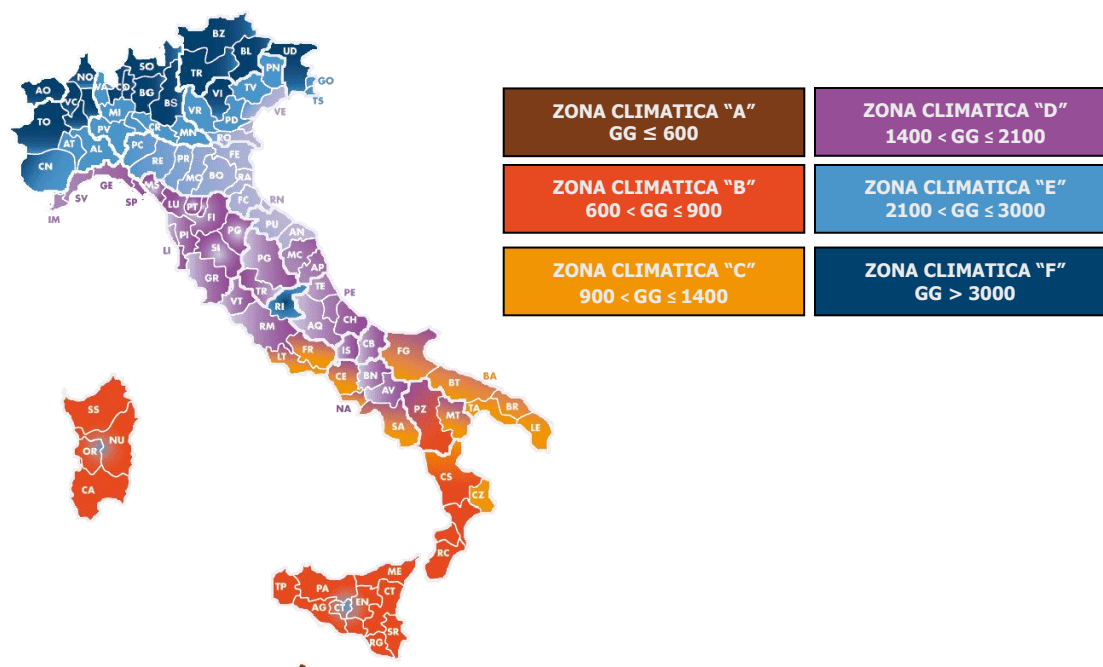 BZ
BL
UD
SO
NO
TR
PN
GO
VA
CO
AO
VC
BG
BS
VI
TV
TS
MI
VR
VE
TO
PD
PV
CR
MN
RO
AT
AL
PC
CN
RE
PR
FE
MO
BO
RA
GE
MS
SV
SP
FC
RN
IM
LU
PT
FI
PU
AN
PI
PG
SI
MC
LI
PG
AP
GR
TR
TE
PE
VT
RI
CH
RM
AQ
IS
CB
FG
LT
FR
CE
BN
BT
BA
AV
NA
PZ
MT
TA
BR
SA
LE
SS
NU
OR
CA
CS
CZ
RC
ME
TP
PA
CT
AG
CT
EN
SR
RG
ZONA CLIMATICA “A”
GG ≤ 600
ZONA CLIMATICA “D”
1400 < GG ≤ 2100
ZONA CLIMATICA “B”
600 < GG ≤ 900
ZONA CLIMATICA “E”
2100 < GG ≤ 3000
ZONA CLIMATICA “C”
900 < GG ≤ 1400
ZONA CLIMATICA “F”
GG > 3000